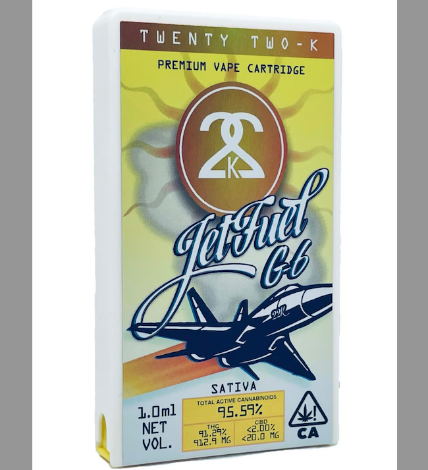 TWENTY TWO-K
PREMIUM VAPE CARTRIDGE
22
K
JetFuel
G-6
SATIVA
1.0ml
NET
VOL.
TOTAL ACTIVE CANNABINOIDS
95.59%
THC
91.29%
912.9 MG
CBD
<2.00%
<20.0 MG
CA